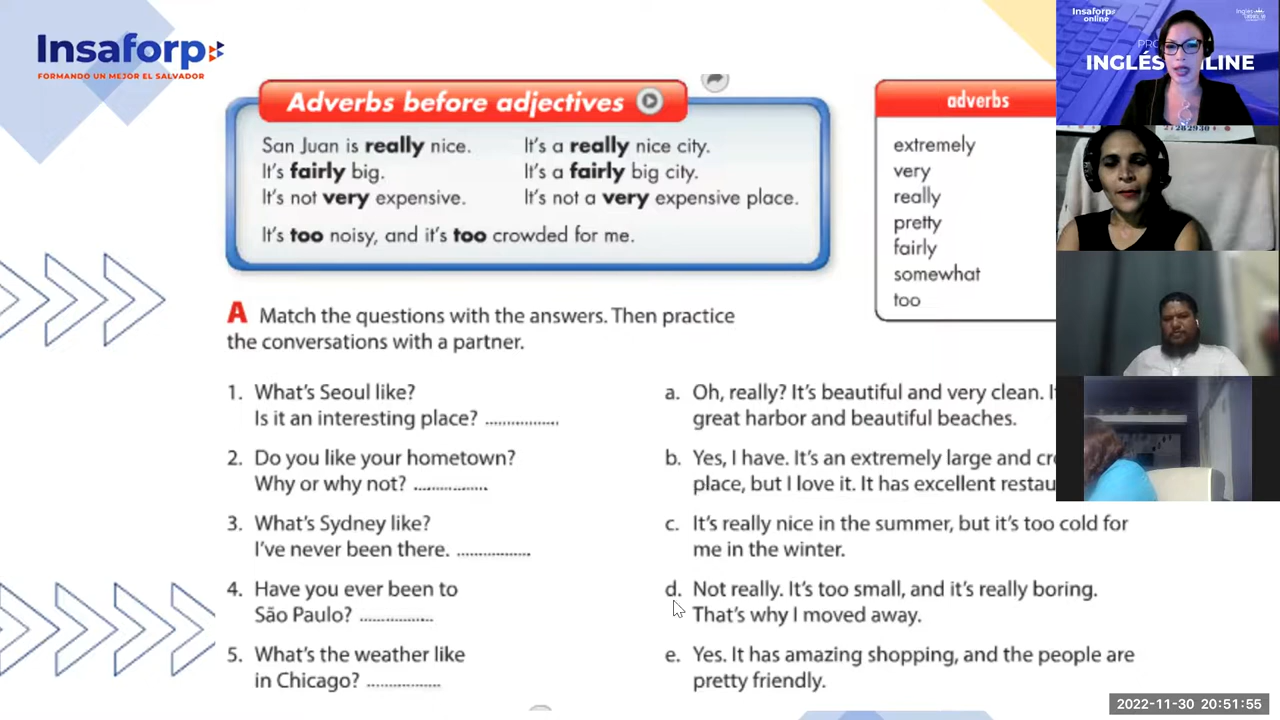 Insaforp
FORMANDO UN MEJOR EL SALVADOR
Adverbs before adjectives
San Juan is really nice. It's a really nice city.
It's fairly big. It's a fairly big city.
It's not very expensive. It's not a very expensive place.
It's too noisy, and it's too crowded for me.
adverbs
extremely
very
really
pretty
fairly
somewhat
too
A Match the questions with the answers. Then practice
the conversations with a partner.
1. What's Seoul like?
Is it an interesting place? ..................
2. Do you like your hometown?
Why or why not? ..................
3. What's Sydney like?
I've never been there. ..................
4. Have you ever been to
São Paulo? ..................
5. What's the weather like
in Chicago? ..................
a. Oh, really? It's beautiful and very clean.
great harbor and beautiful beaches.
b. Yes, I have. It's an extremely large and
place, but I love it. It has excellent
c. It's really nice in the summer, but it's too cold for
me in the winter.
d. Not really. It's too small, and it's really boring.
That's why I moved away.
e. Yes. It has amazing shopping, and the people are
pretty friendly.
Insaforp
online
INGLÉS
2022-11-30 20:51:55